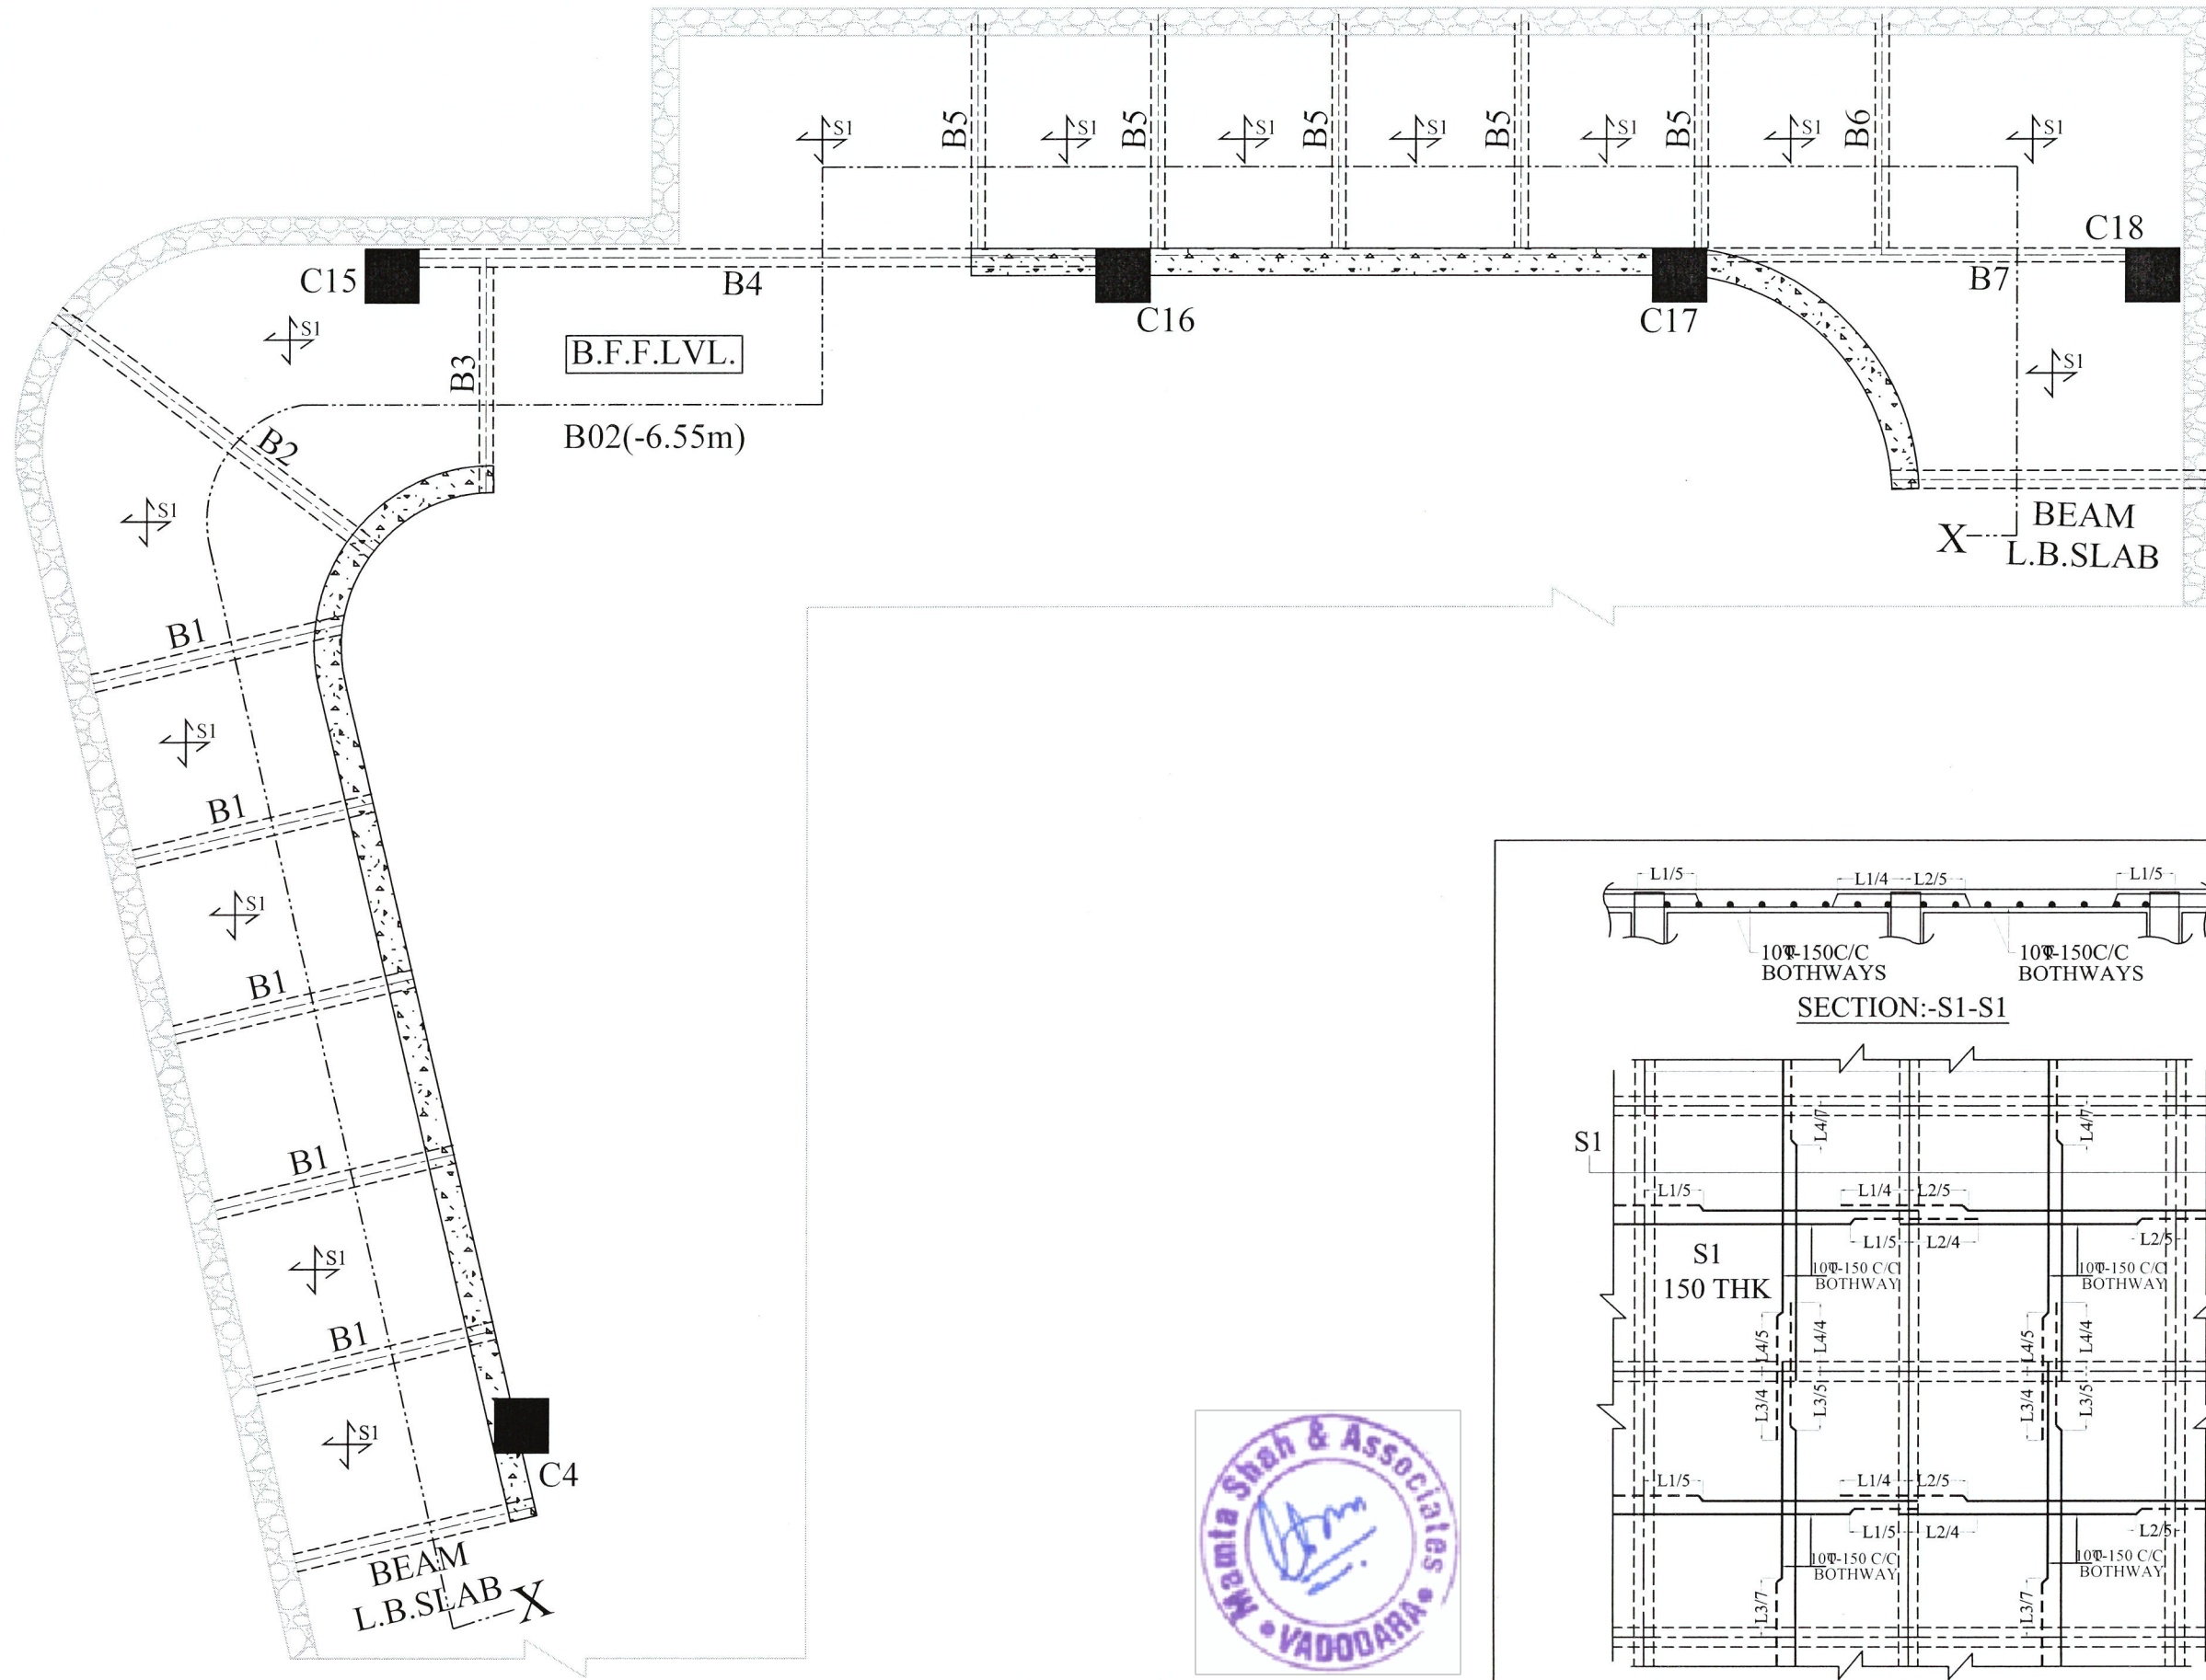 B5
B5
B5
B5
B5
B6
S1
S1
S1
S1
S1
S1
S1
C15
B4
C16
C17
B7
C18
S1
B3
B.F.F.LVL.
B02(-6.55m)
B2
S1
S1
X
BEAM
L.B.SLAB
B1
S1
B1
S1
B1
B1
S1
B1
S1
C4
BEAM
L.B.SLAB
X
Mamta Shah & Associates
VADODARA
L1/5
L1/4
L2/5
L1/5
10Φ-150C/C
BOTHWAYS
10Φ-150C/C
BOTHWAYS
SECTION:-S1-S1
L4/7
L4/7
S1
L1/5
L1/4
L2/5
L1/5
L2/4
L2/5
S1
150 THK
10Φ-150 C/C
BOTHWAY
10Φ-150 C/C
BOTHWAY
L4/5
L4/4
L4/5
L4/4
L3/4
L3/5
L3/4
L3/5
L1/5
L1/4
L2/5
L1/5
L2/4
L2/5
10Φ-150 C/C
BOTHWAY
10Φ-150 C/C
BOTHWAY
L3/7
L3/7